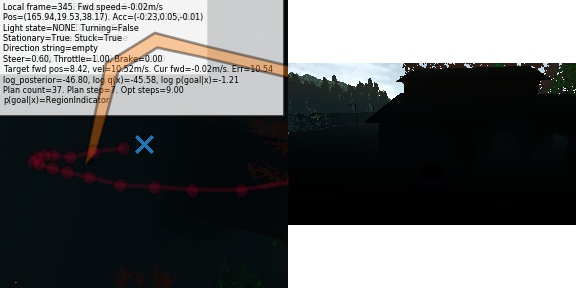 Local frame=345: Fwd speed=-0.02m/s
Pos=(165.94,19.53,38.17). Acc=(-0.23,0.05,-0.01)
Light state=NONE: Turning=False
Stationary=True: Stuck=True
Direction string=empty
Steer=0.60, Throttle=1.00, Brake=0.00
Target fwd pos=8.42, vel=10.52m/s. Cur fwd=-0.02m/s. Err=10.54
log_posterior=-46.80, log q(x)=-45.58, log p(goal|x)=-1.21
Plan count=37. Plan step=7. Opt steps=9.00
p(goal|x)=RegionIndicator